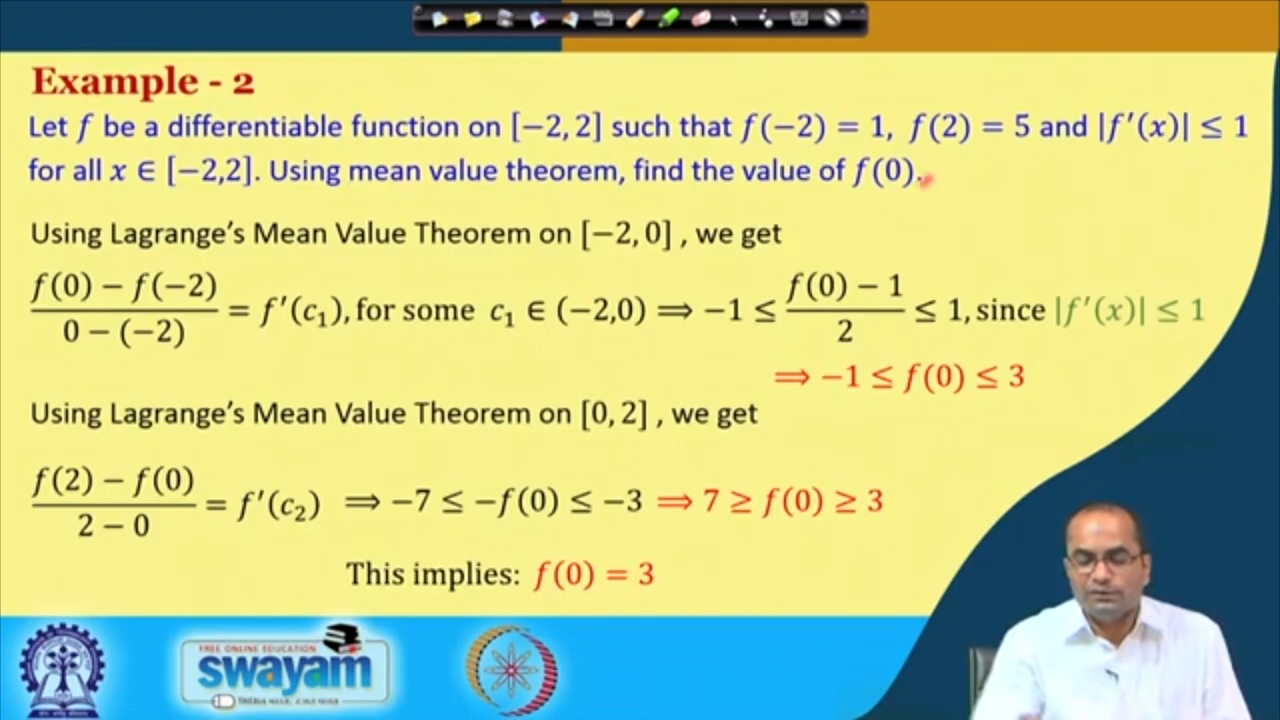 Example - 2
Let f be a differentiable function on [−2, 2] such that f(−2) = 1, f(2) = 5 and |f′(x)| ≤ 1
for all x ∈ [−2,2]. Using mean value theorem, find the value of f(0).
Using Lagrange's Mean Value Theorem on [−2, 0] , we get
(f(0) − f(−2))/(0 − (−2)) = f′(c₁), for some c₁ ∈ (−2,0) ⟹ −1 ≤ (f(0) − 1)/2 ≤ 1, since |f′(x)| ≤ 1
⟹ −1 ≤ f(0) ≤ 3
Using Lagrange's Mean Value Theorem on [0, 2] , we get
(f(2) − f(0))/(2 − 0) = f′(c₂) ⟹ −7 ≤ −f(0) ≤ −3 ⟹ 7 ≥ f(0) ≥ 3
This implies: f(0) = 3
FREE ONLINE EDUCATION
swayam